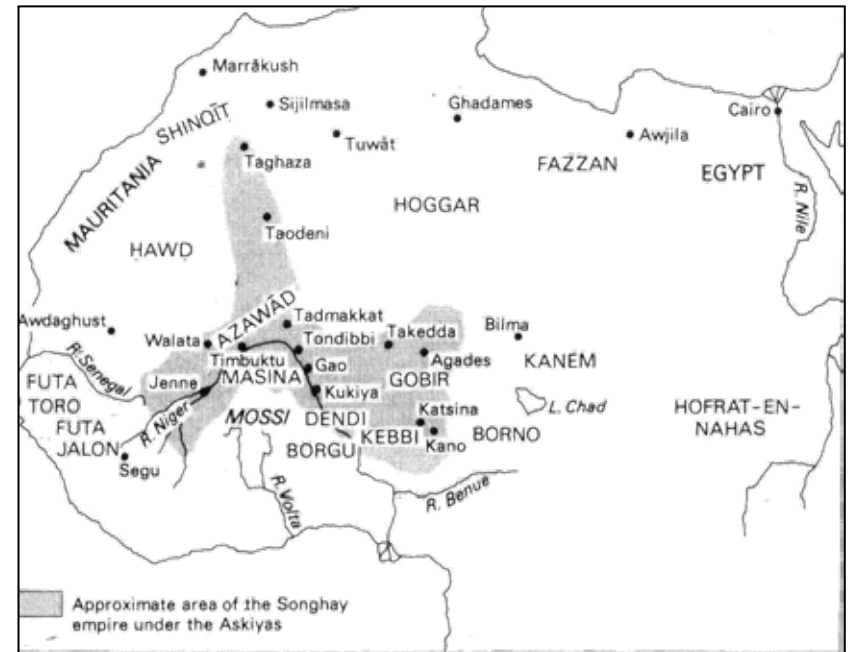 Marrākush
Sijilmasa
Ghadames
Cairo
SHINQĪT
Tuwāt
Awjila
Taghaza
FAZZAN
EGYPT
MAURITANIA
HOGGAR
R. Nile
Taodeni
HAWD
Awdaghust
AZAWĀD
Tadmakkat
Bilma
Walata
Tondibbi
Takedda
KANEM
R. Senegal
Timbuktu
Gao
Agades
FUTA
TORO
Jenne
MASINA
GOBIR
Kukiya
L. Chad
HOFRAT-EN-
NAHAS
FUTA
JALON
R. Niger
MOSSI
DENDI
Katsina
KEBBI
BORNO
Segu
BORGU
Kano
R. Volta
R. Benue
Approximate area of the Songhay
empire under the Askiyas